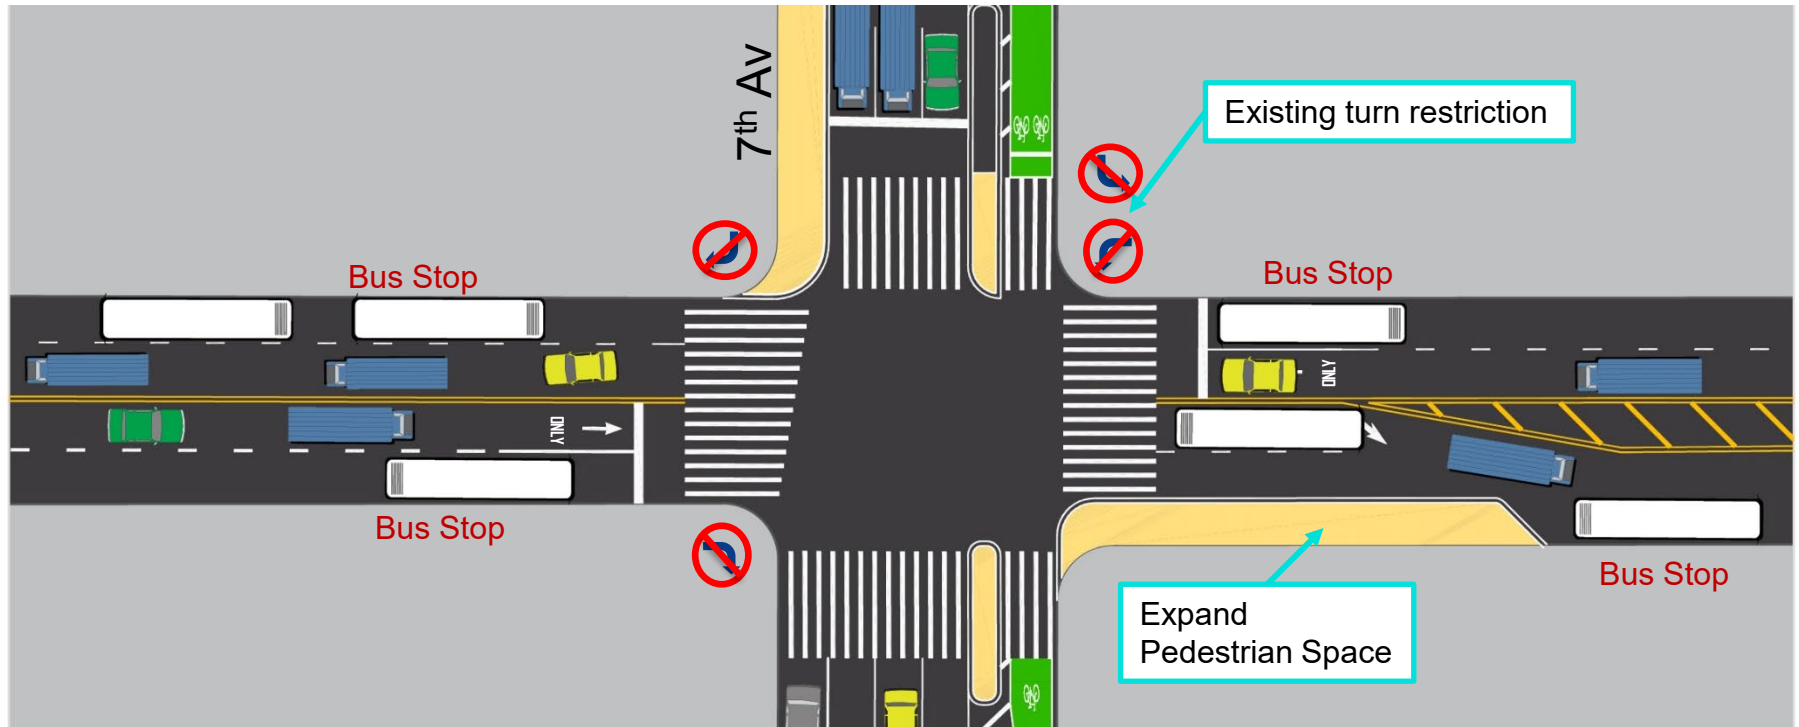 7th Av
Existing turn restriction
Bus Stop
Bus Stop
ONLY
ONLY
Bus Stop
Bus Stop
Expand
Pedestrian Space